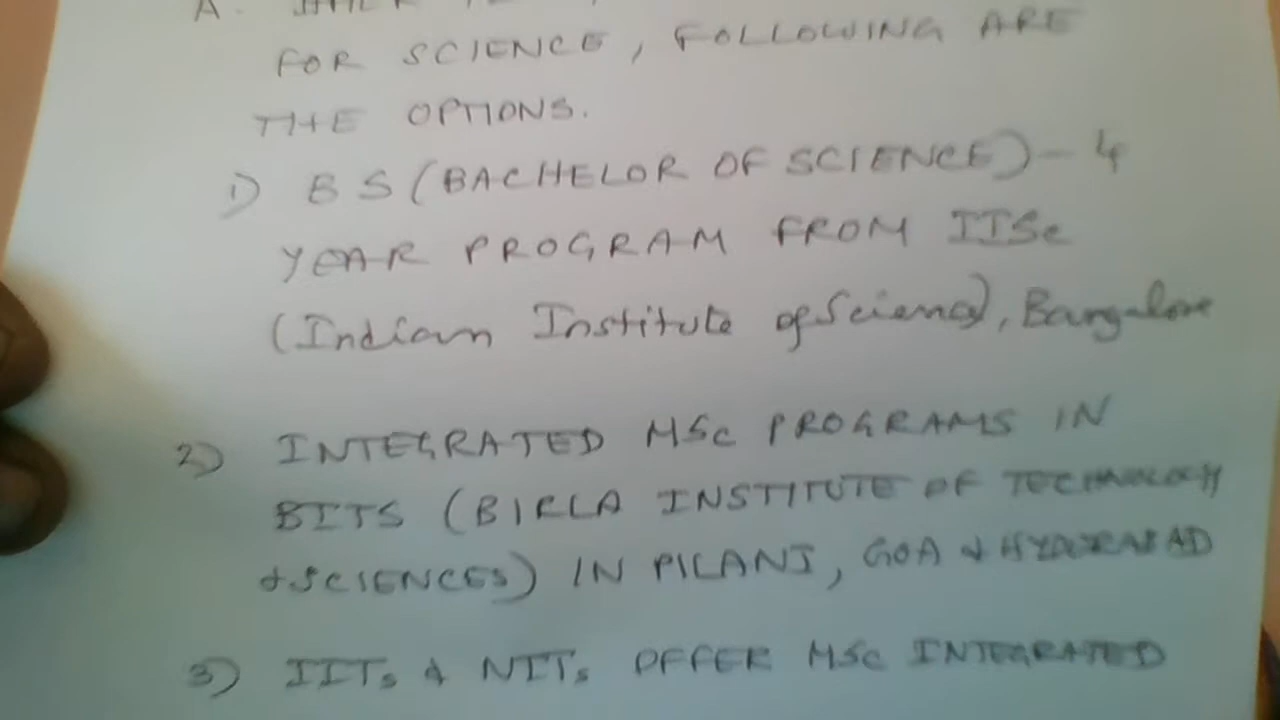 A.
FOR SCIENCE, FOLLOWING ARE
THE OPTIONS.
1) BS (BACHELOR OF SCIENCE) - 4
YEAR PROGRAM FROM IISc
(Indian Institute of Science), Bangalore
2) INTEGRATED MSc PROGRAMS IN
BITS (BIRLA INSTITUTE OF TECHNOLOGY
& SCIENCES) IN PILANI, GOA & HYDERABAD
3) IITs & NITs OFFER MSc INTEGRATED